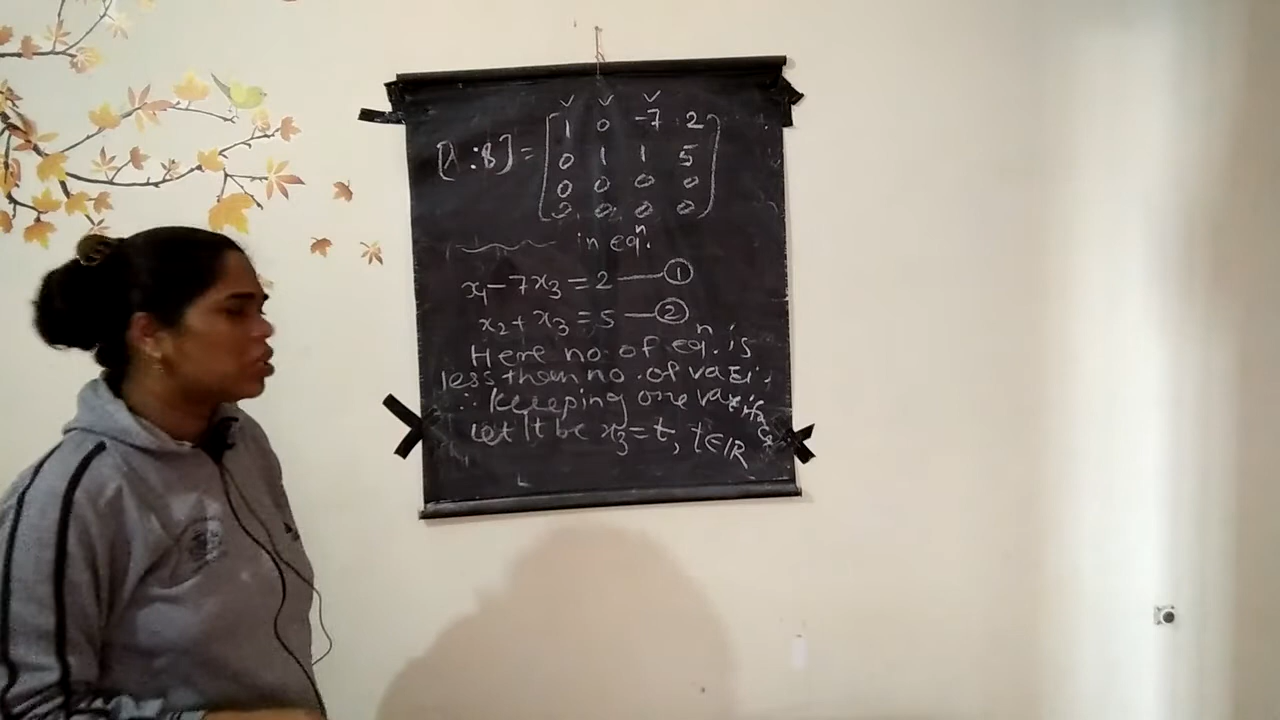 v v v
[A : B] = [ 1 0 -7 2
0 1 1 5
0 0 0 0
0 0 0 0 ]
in eqⁿ.
x₁ - 7x₃ = 2 — ①
x₂ + x₃ = 5 — ②
Here no. of eqⁿ. is
less than no. of vari.
∴ keeping one vari
Let it be x₃ = t, t ∈ IR